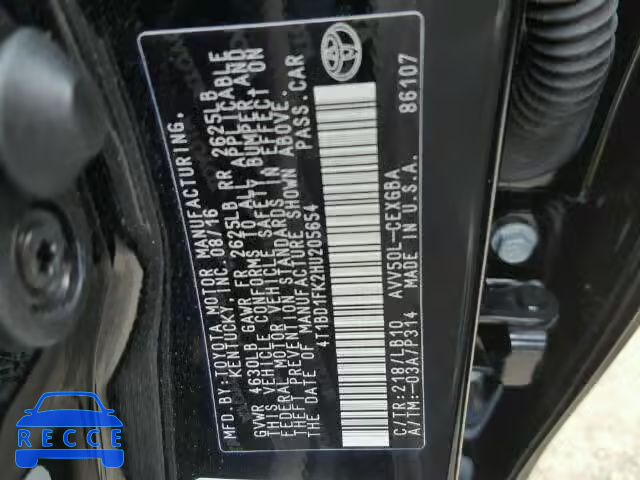 MFD.BY:TOYOTA MOTOR MANUFACTURING.
KENTUCKY, INC. 08/16
GVWR 4630LB GAWR FR 2625LB RR 2625LB
THIS VEHICLE CONFORMS TO ALL APPLICABLE
FEDERAL MOTOR VEHICLE SAFETY, BUMPER, AND
THEFT PREVENTION STANDARDS IN EFFECT ON
THE DATE OF MANUFACTURE SHOWN ABOVE.
4T1BD1FK2HU205654 PASS.CAR
C/TR:218/LB10 AVV50L-CEXGBA
A/TM:-03A/P314 MADE IN U.S.A. 86107
RECCE